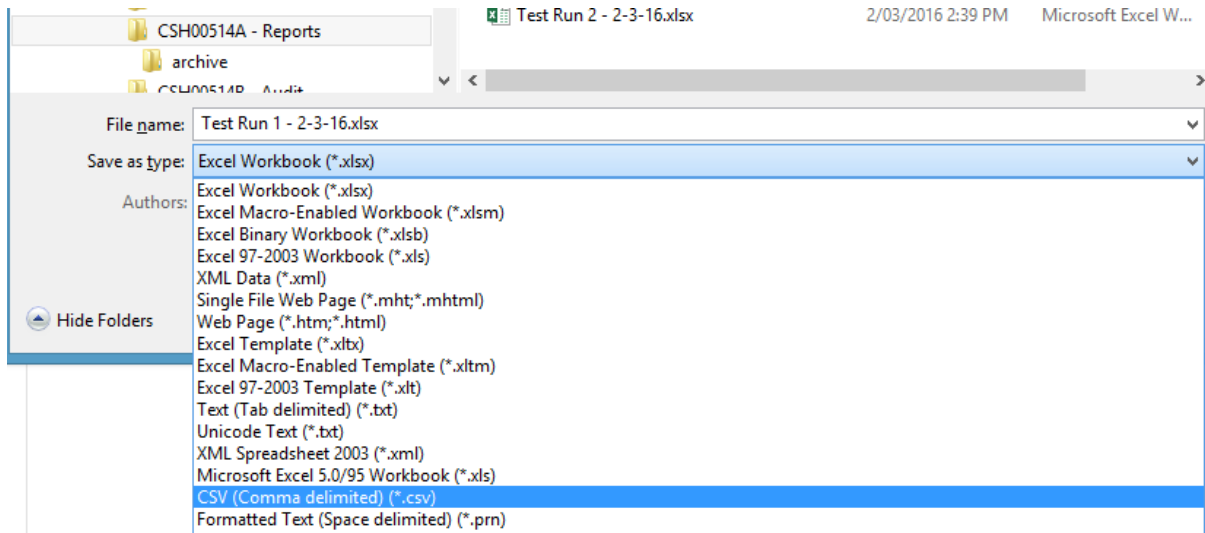 Test Run 2 - 2-3-16.xlsx 2/03/2016 2:39 PM Microsoft Excel W...
CSH00514A - Reports
archive
CSH00514B - Audit
File name: Test Run 1 - 2-3-16.xlsx
Save as type: Excel Workbook (*.xlsx)
Authors:
Excel Workbook (*.xlsx)
Excel Macro-Enabled Workbook (*.xlsm)
Excel Binary Workbook (*.xlsb)
Excel 97-2003 Workbook (*.xls)
XML Data (*.xml)
Single File Web Page (*.mht;*.mhtml)
Web Page (*.htm;*.html)
Excel Template (*.xltx)
Excel Macro-Enabled Template (*.xltm)
Excel 97-2003 Template (*.xlt)
Text (Tab delimited) (*.txt)
Unicode Text (*.txt)
XML Spreadsheet 2003 (*.xml)
Microsoft Excel 5.0/95 Workbook (*.xls)
CSV (Comma delimited) (*.csv)
Formatted Text (Space delimited) (*.prn)
Hide Folders